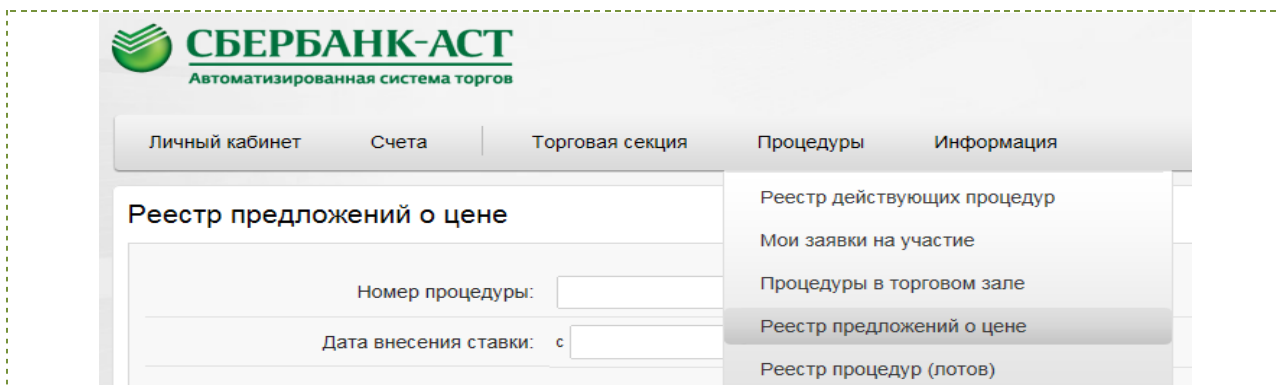 СБЕРБАНК-АСТ
Автоматизированная система торгов
Личный кабинет Счета Торговая секция Процедуры Информация
Реестр действующих процедур
Реестр предложений о цене
Мои заявки на участие
Номер процедуры: Процедуры в торговом зале
Реестр предложений о цене
Дата внесения ставки: с
Реестр процедур (лотов)